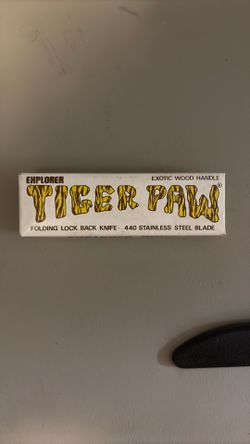 EXPLORER EXOTIC WOOD HANDLE
TIGER PAW®
FOLDING LOCK BACK KNIFE - 440 STAINLESS STEEL BLADE